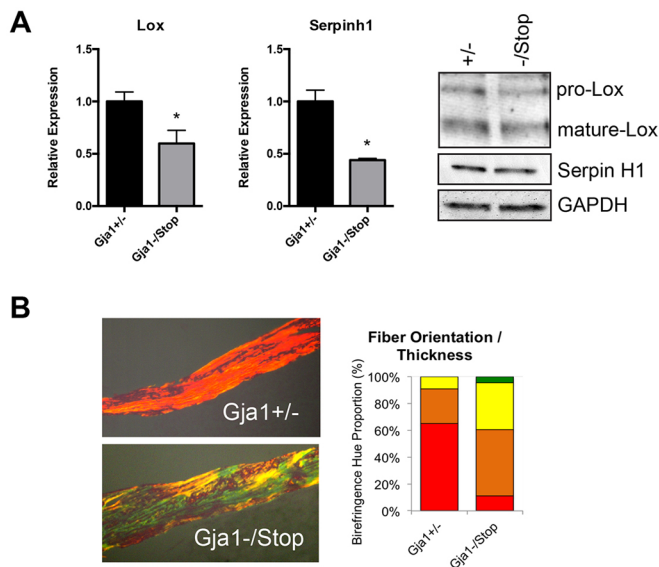 A
Lox
Relative Expression
1.5
1.0
0.5
0.0
*
Gja1+/-
Gja1-/Stop
Serpinh1
Relative Expression
1.5
1.0
0.5
0.0
*
Gja1+/-
Gja1-/Stop
+/-
-/Stop
pro-Lox
mature-Lox
Serpin H1
GAPDH
B
Gja1+/-
Gja1-/Stop
Fiber Orientation /
Thickness
Birefringence Hue Proportion (%)
100%
80%
60%
40%
20%
0%
Gja1+/-
Gja1-/Stop